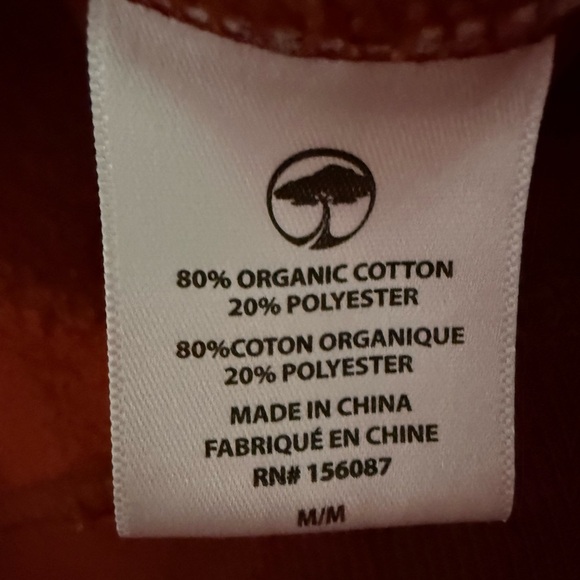 80% ORGANIC COTTON
20% POLYESTER
80%COTON ORGANIQUE
20% POLYESTER
MADE IN CHINA
FABRIQUÉ EN CHINE
RN# 156087
M/M